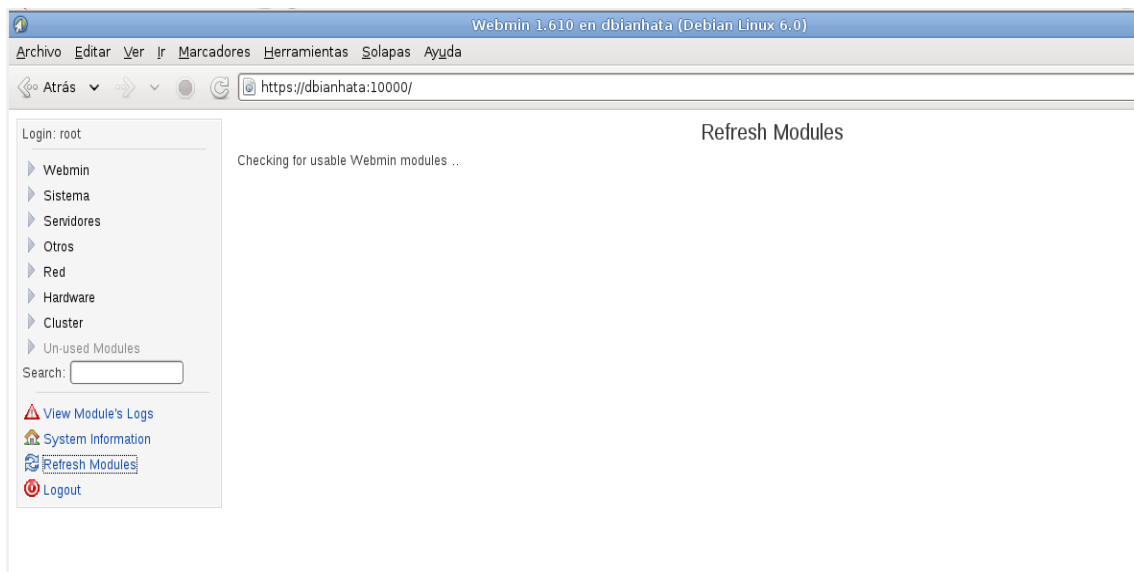 Webmin 1.610 en dbianhata (Debian Linux 6.0)
Archivo Editar Ver Ir Marcadores Herramientas Solapas Ayuda
Atrás https://dbianhata:10000/
Login: root
Webmin
Sistema
Servidores
Otros
Red
Hardware
Cluster
Un-used Modules
Search:
View Module's Logs
System Information
Refresh Modules
Logout
Refresh Modules
Checking for usable Webmin modules ..